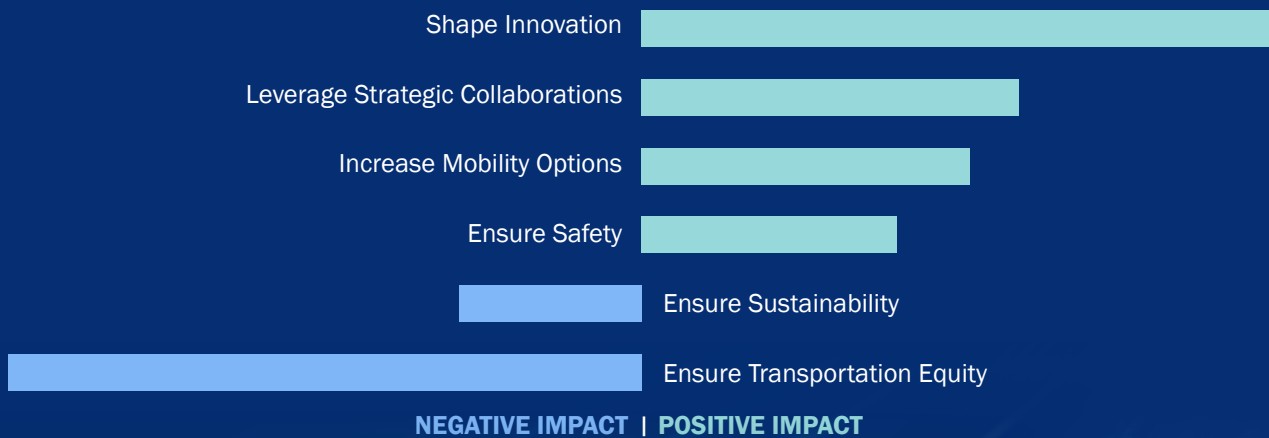 Shape Innovation
Leverage Strategic Collaborations
Increase Mobility Options
Ensure Safety
Ensure Sustainability
Ensure Transportation Equity
NEGATIVE IMPACT | POSITIVE IMPACT